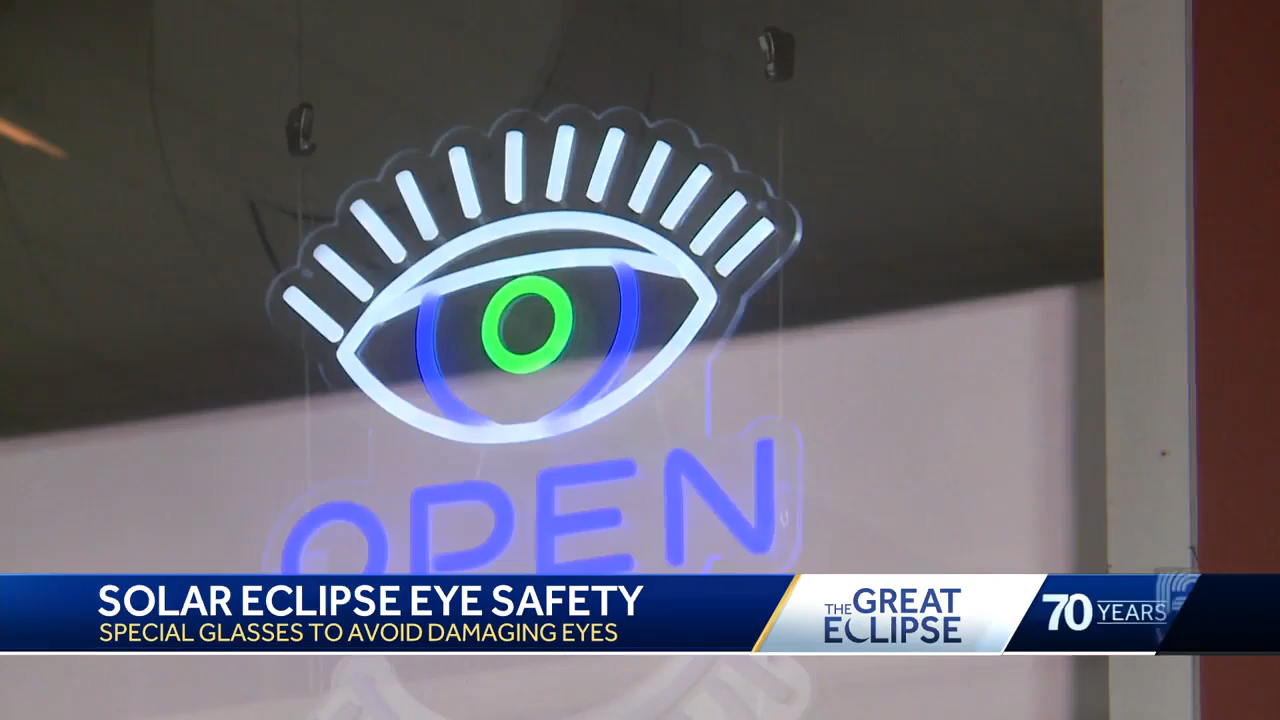 OPEN
SOLAR ECLIPSE EYE SAFETY
SPECIAL GLASSES TO AVOID DAMAGING EYES
THE GREAT
ECLIPSE
70 YEARS